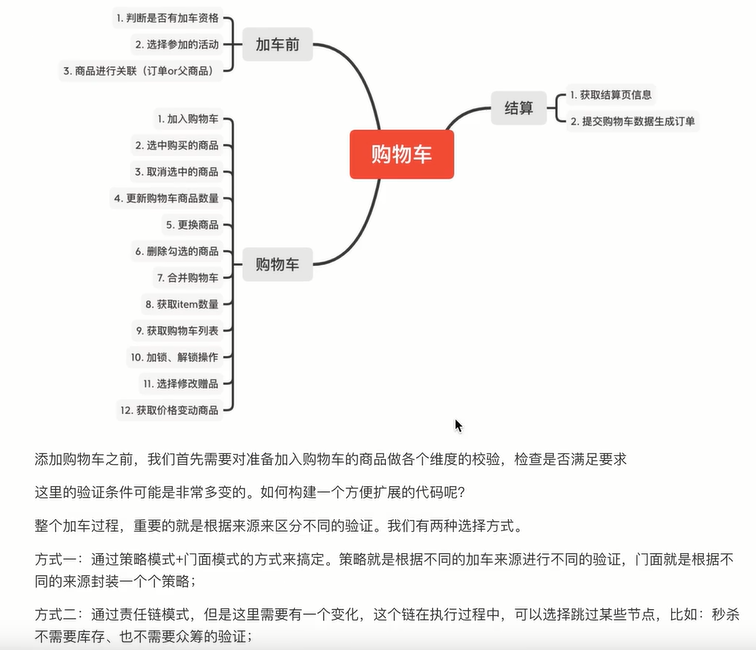 1. 判断是否有加车资格
2. 选择参加的活动
3. 商品进行关联（订单or父商品）
加车前
1. 加入购物车
2. 选中购买的商品
3. 取消选中的商品
4. 更新购物车商品数量
5. 更换商品
6. 删除勾选的商品
7. 合并购物车
8. 获取item数量
9. 获取购物车列表
10. 加锁、解锁操作
11. 选择修改赠品
12. 获取价格变动商品
购物车
购物车
结算
1. 获取结算页信息
2. 提交购物车数据生成订单
添加购物车之前，我们首先需要对准备加入购物车的商品做各个维度的校验，检查是否满足要求
这里的验证条件可能是非常多变的。如何构建一个方便扩展的代码呢？
整个加车过程，重要的就是根据来源来区分不同的验证。我们有两种选择方式。
方式一：通过策略模式+门面模式的方式来搞定。策略就是根据不同的加车来源进行不同的验证，门面就是根据不
同的来源封装一个个策略；
方式二：通过责任链模式，但是这里需要有一个变化，这个链在执行过程中，可以选择跳过某些节点，比如：秒杀
不需要库存、也不需要众筹的验证；